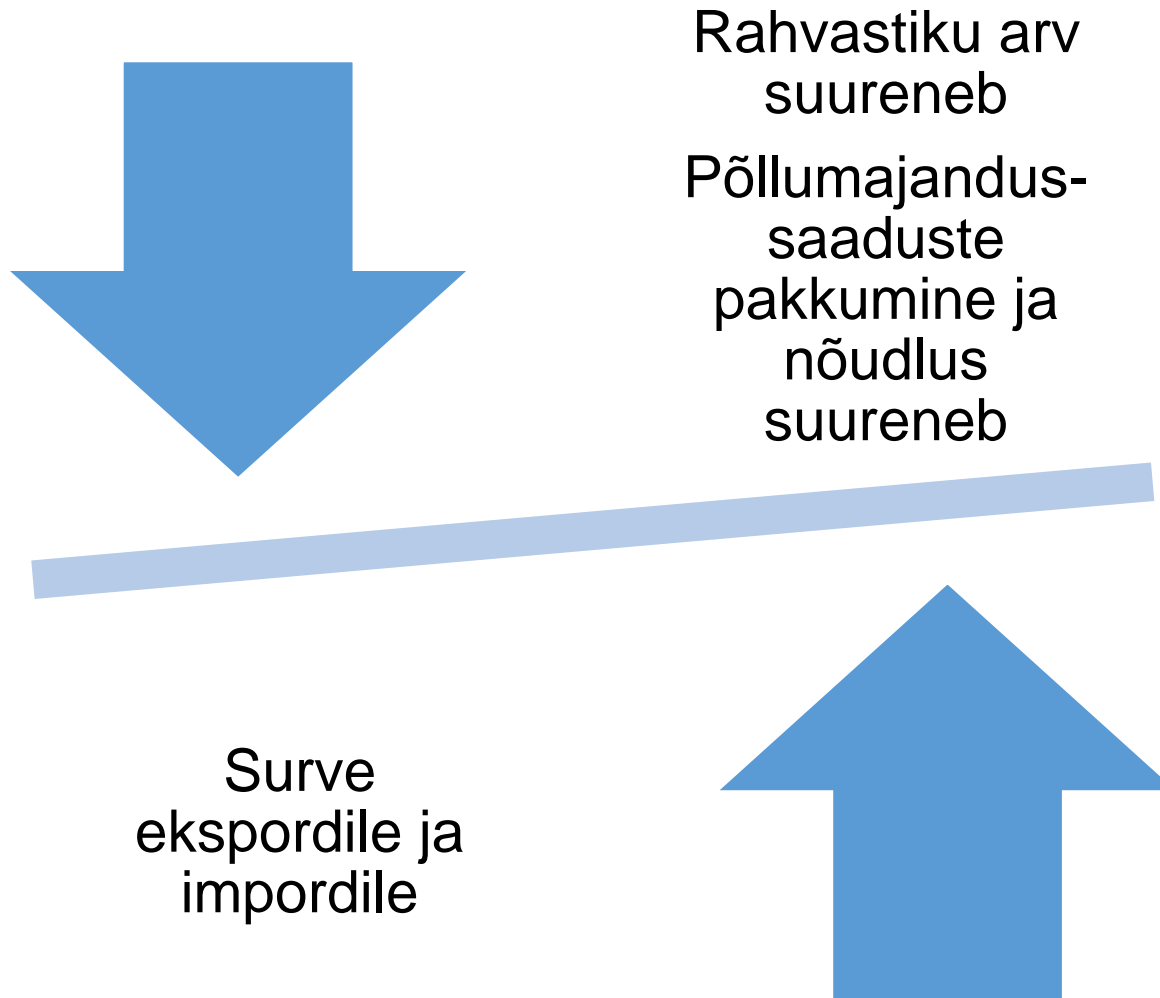 Rahvastiku arv
suureneb
Põllumajandus-
saaduste
pakkumine ja
nõudlus
suureneb
Surve
ekspordile ja
impordile